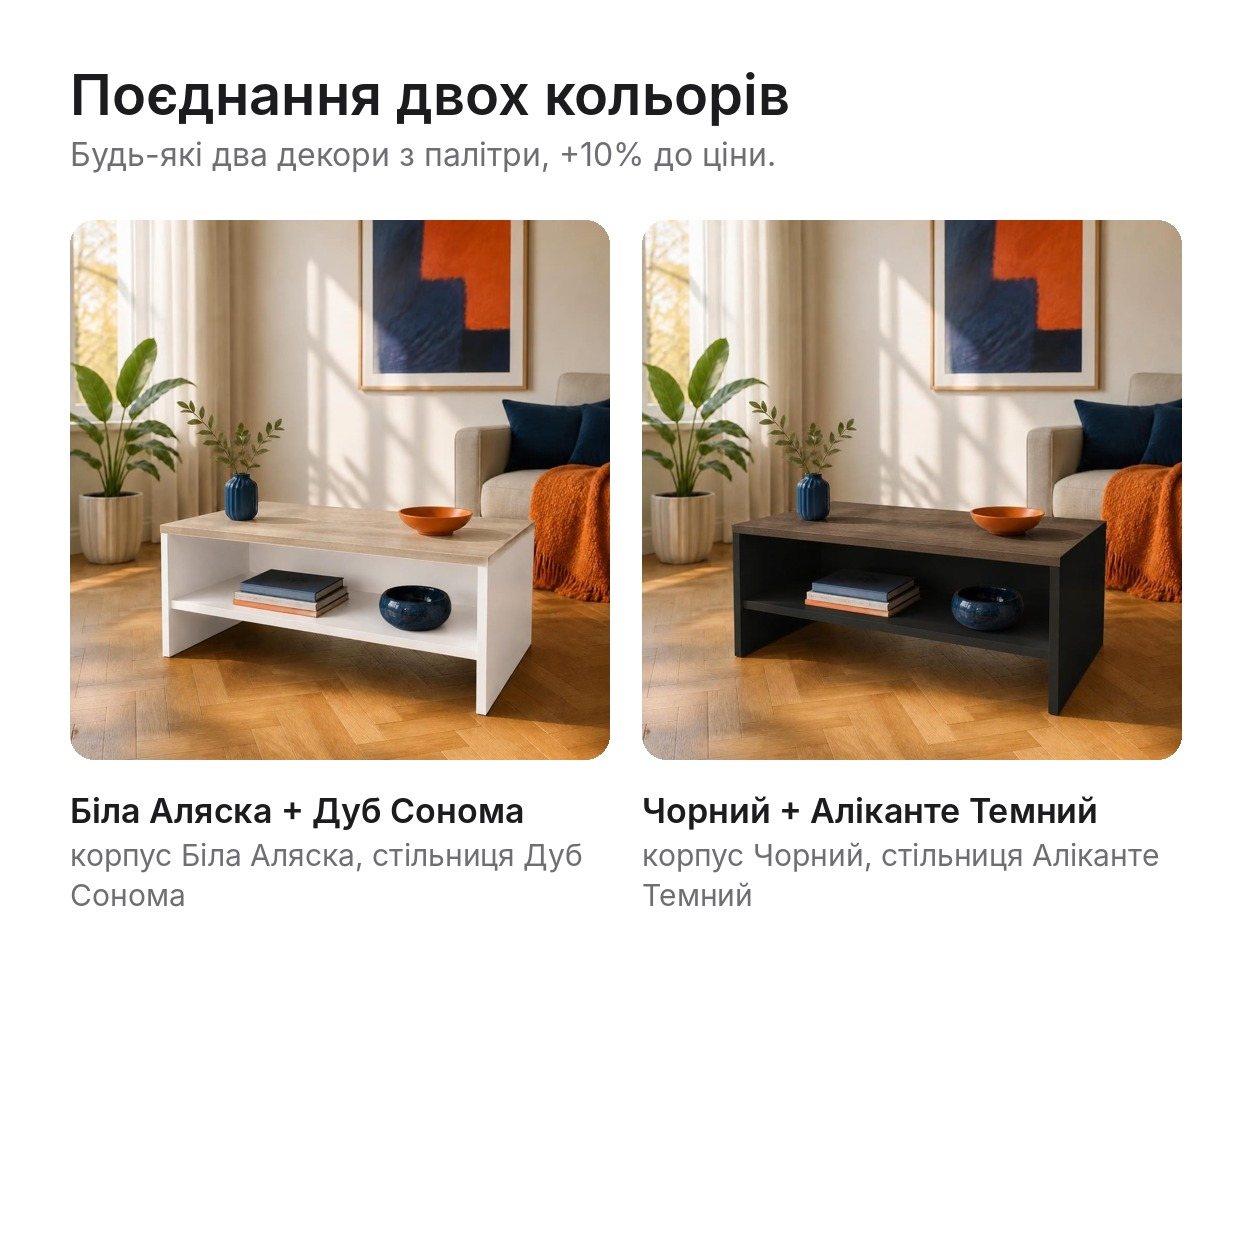 Поєднання двох кольорів
Будь-які два декори з палітри, +10% до ціни.
Біла Аляска + Дуб Сонома
корпус Біла Аляска, стільниця Дуб
Сонома
Чорний + Аліканте Темний
корпус Чорний, стільниця Аліканте
Темний